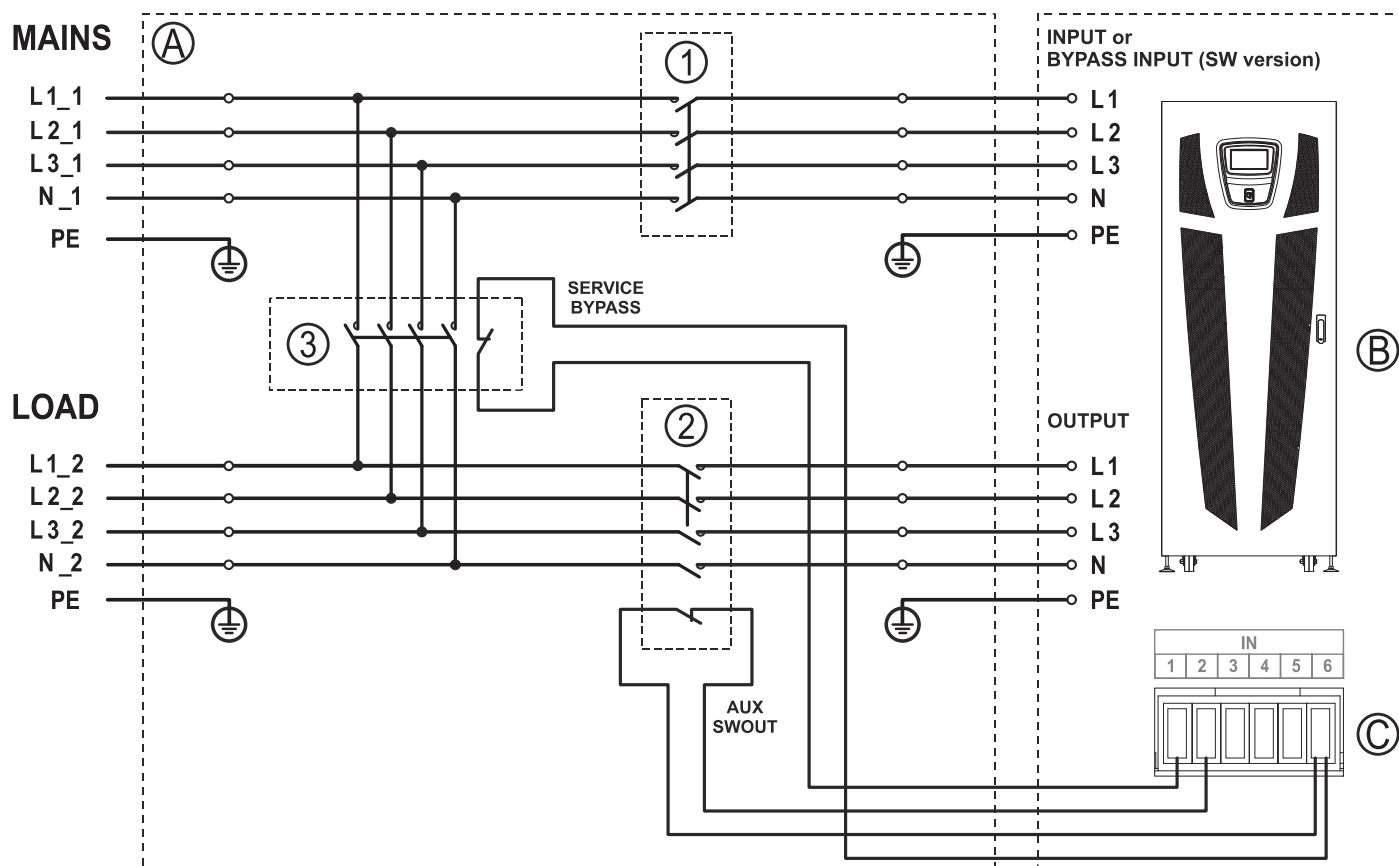 MAINS
A
1
INPUT or
BYPASS INPUT (SW version)
L1_1
L1
L2_1
L2
L3_1
L3
N_1
N
PE
PE
SERVICE
BYPASS
3
B
LOAD
2
OUTPUT
L1_2
L1
L2_2
L2
L3_2
L3
N_2
N
PE
PE
IN
1 2 3 4 5 6
AUX
SWOUT
C